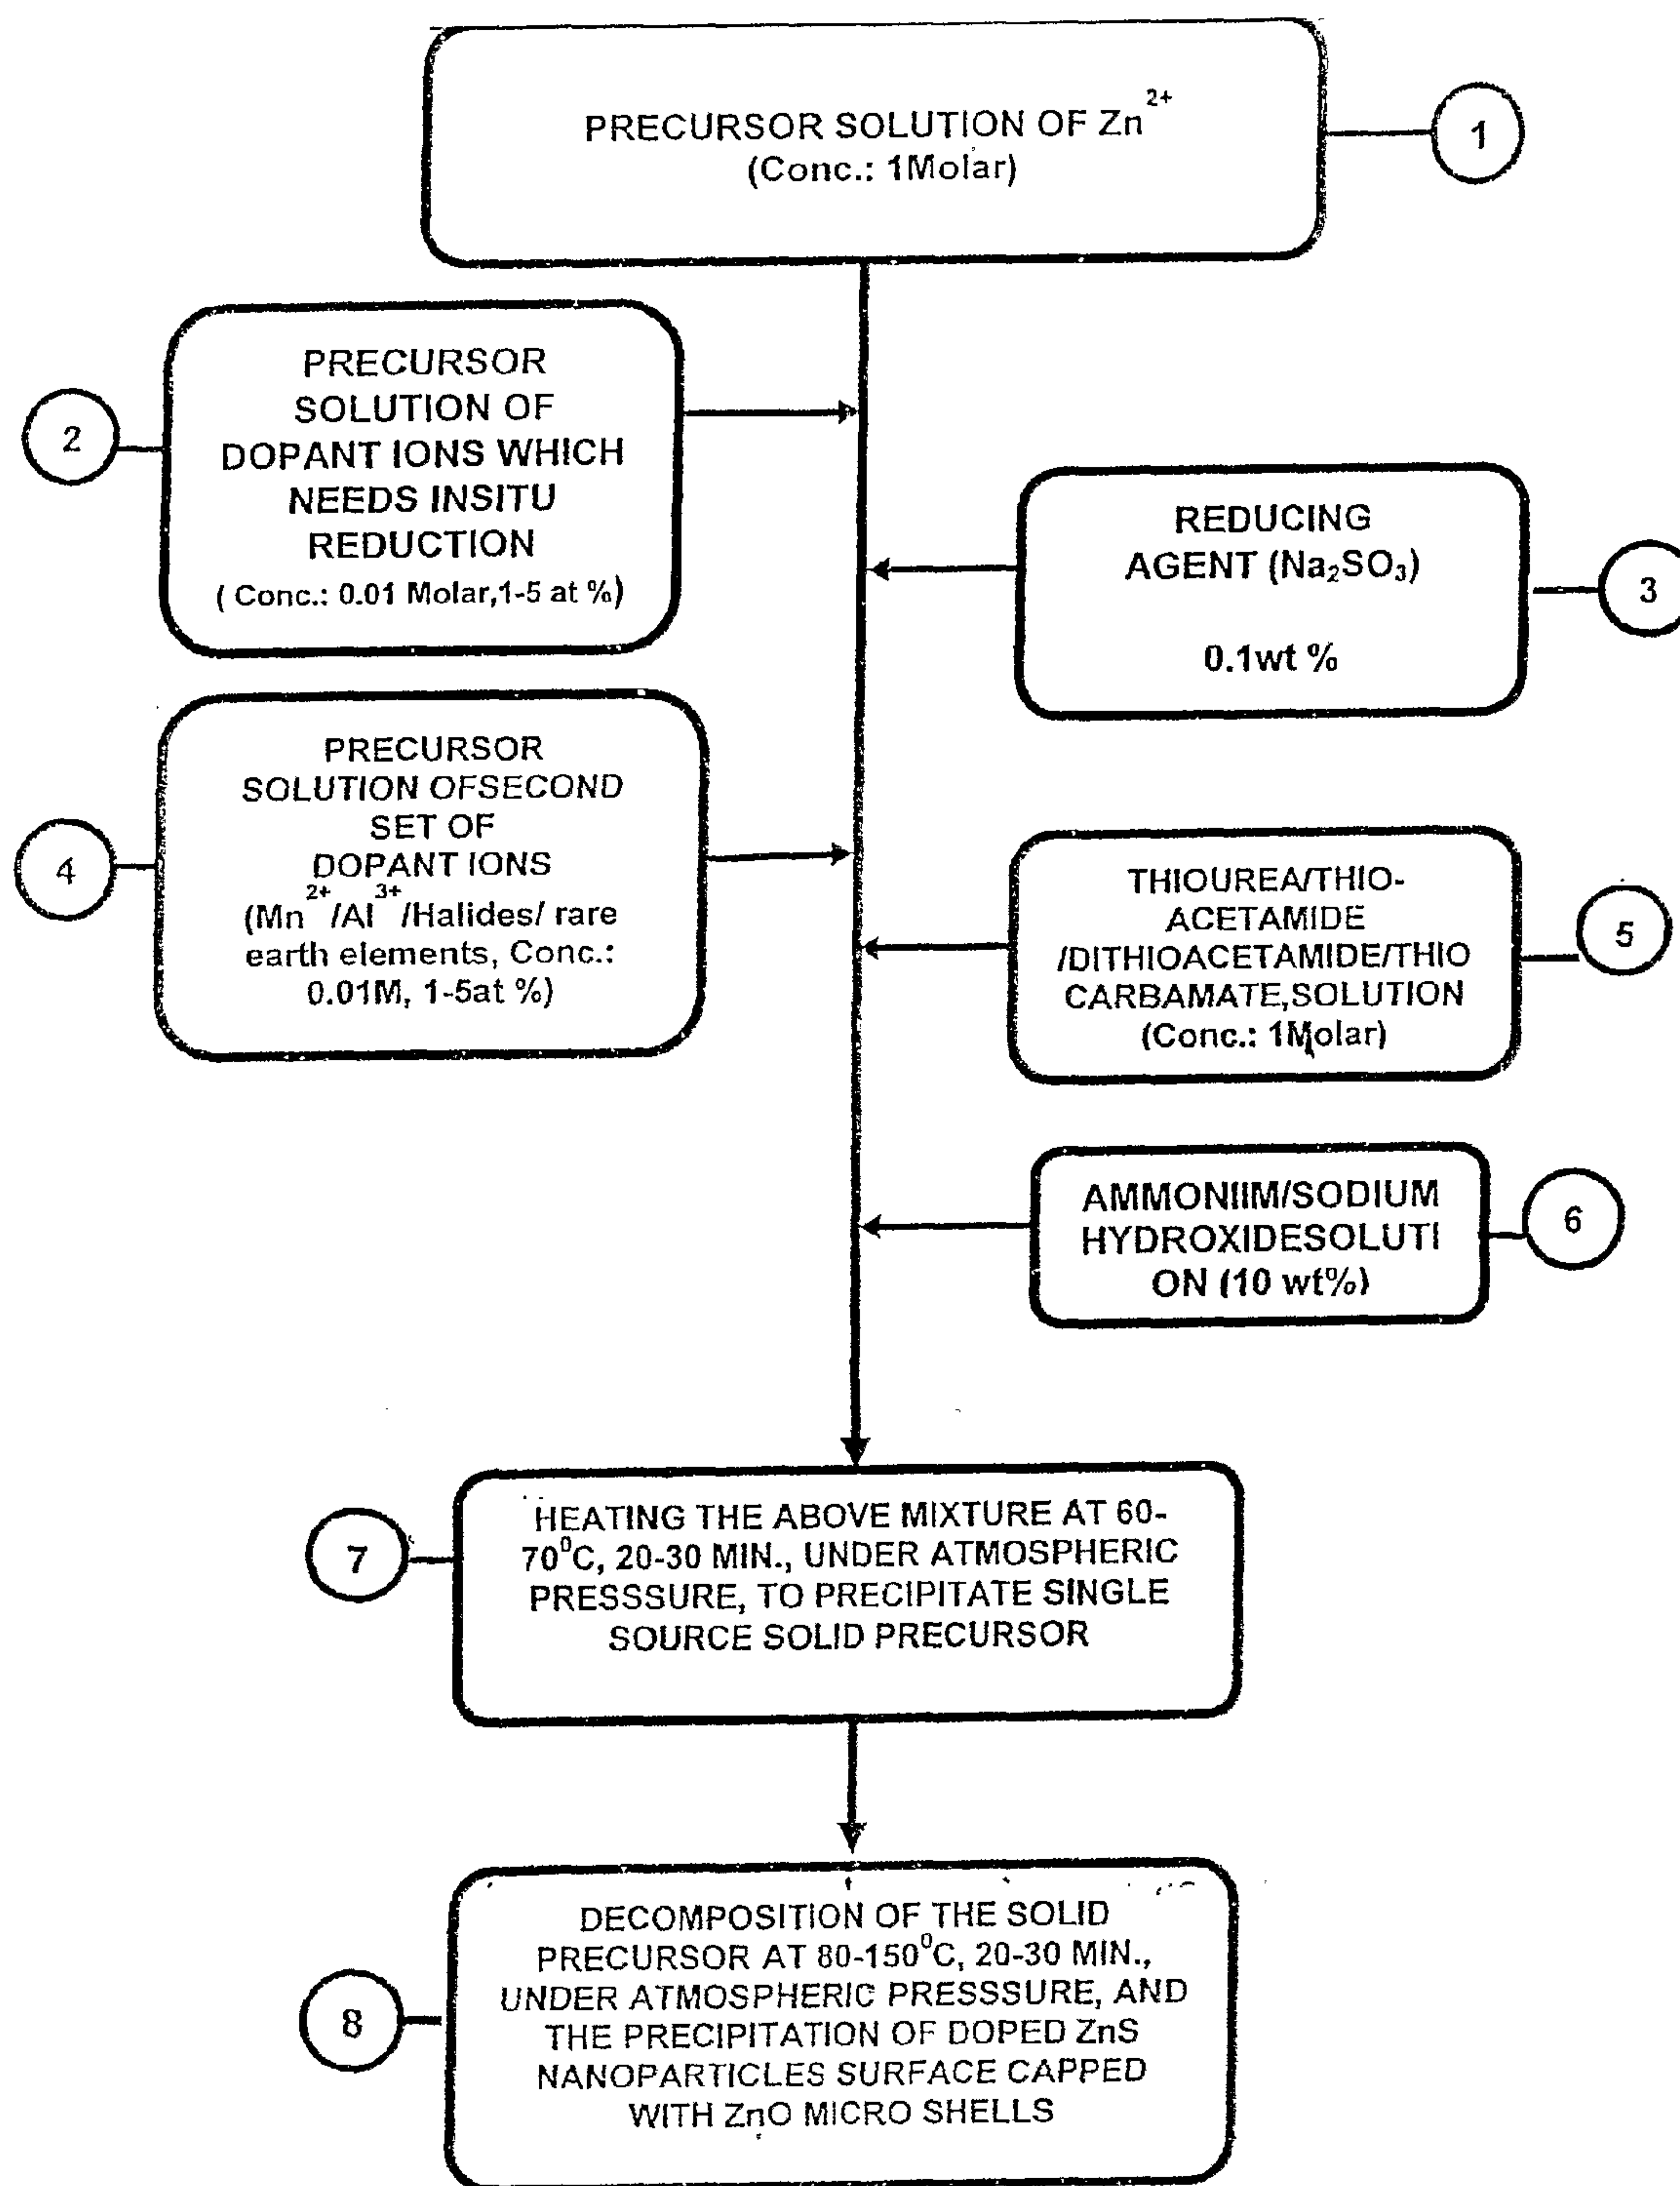 PRECURSOR SOLUTION OF Zn²⁺
(Conc.: 1Molar)
1
PRECURSOR
SOLUTION OF
DOPANT IONS WHICH
NEEDS INSITU
REDUCTION
( Conc.: 0.01 Molar,1-5 at %)
2
REDUCING
AGENT (Na₂SO₃)
0.1wt %
3
PRECURSOR
SOLUTION OFSECOND
SET OF
DOPANT IONS
(Mn²⁺/Al³⁺/Halides/ rare
earth elements, Conc.:
0.01M, 1-5at %)
4
THIOUREA/THIO-
ACETAMIDE
/DITHIOACETAMIDE/THIO
CARBAMATE,SOLUTION
(Conc.: 1Molar)
5
AMMONIIM/SODIUM
HYDROXIDESOLUTI
ON (10 wt%)
6
HEATING THE ABOVE MIXTURE AT 60-
70⁰C, 20-30 MIN., UNDER ATMOSPHERIC
PRESSSURE, TO PRECIPITATE SINGLE
SOURCE SOLID PRECURSOR
7
DECOMPOSITION OF THE SOLID
PRECURSOR AT 80-150⁰C, 20-30 MIN.,
UNDER ATMOSPHERIC PRESSSURE, AND
THE PRECIPITATION OF DOPED ZnS
NANOPARTICLES SURFACE CAPPED
WITH ZnO MICRO SHELLS
8